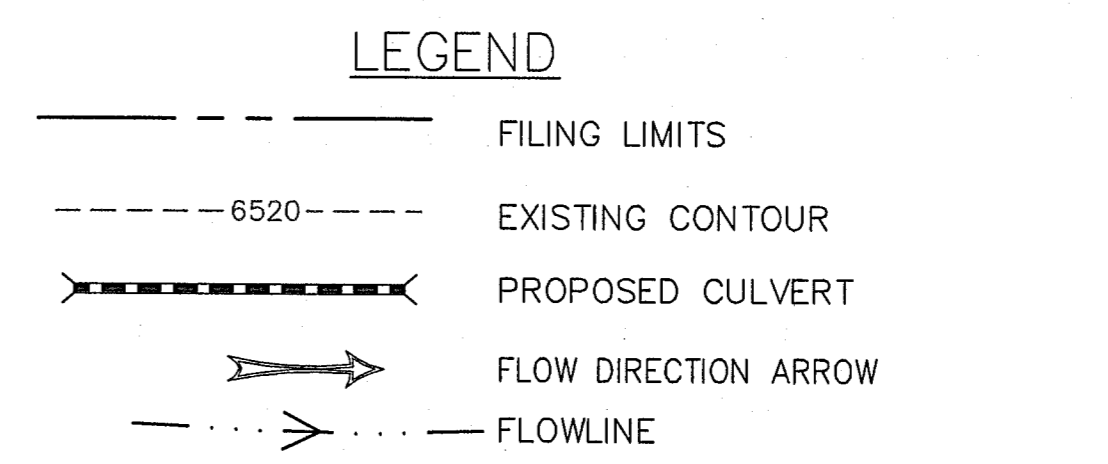 LEGEND
FILING LIMITS
6520 EXISTING CONTOUR
PROPOSED CULVERT
FLOW DIRECTION ARROW
FLOWLINE